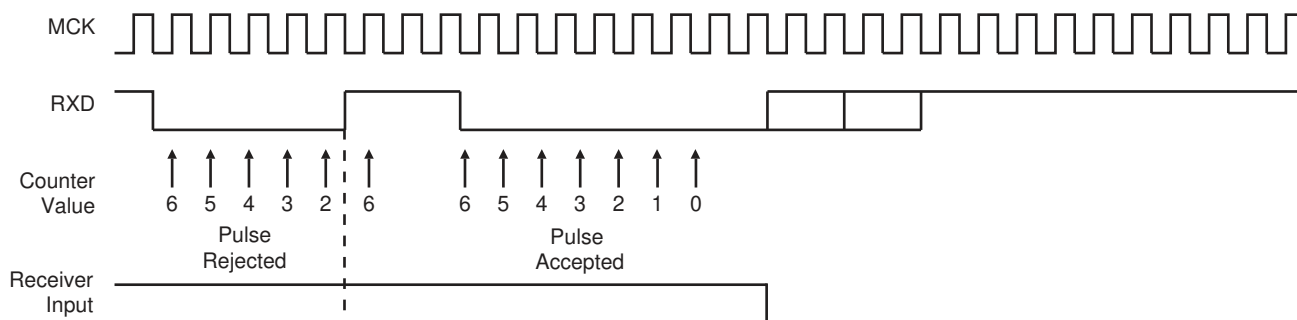 MCK
RXD
Counter
Value
6 5 4 3 2 6 6 5 4 3 2 1 0
Pulse
Rejected
Pulse
Accepted
Receiver
Input